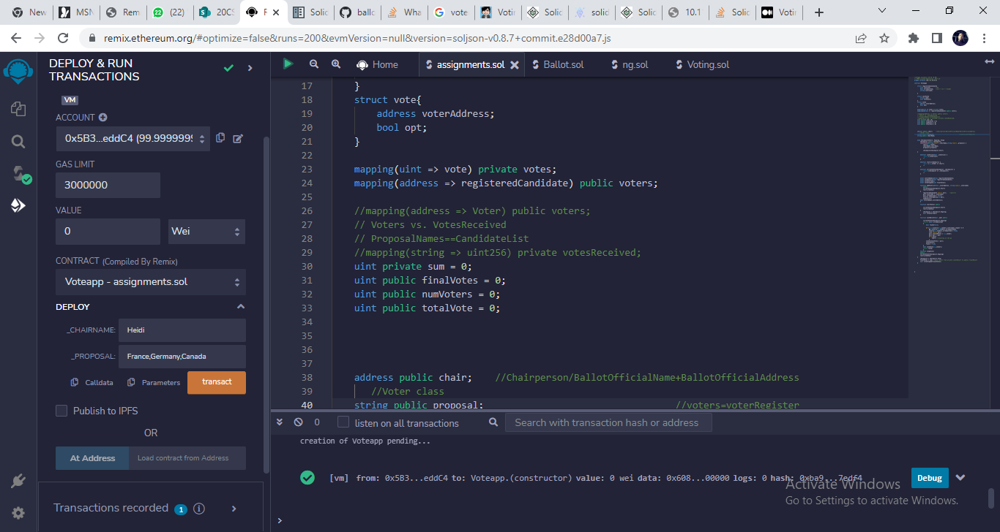 New
MSN
Rem
22 (22)
20CS
F
Solic
ballc
Wha
vote
Votir
Solic
solid
Solic
10.1
Solic
Votir
remix.ethereum.org/#optimize=false&runs=200&evmVersion=null&version=soljson-v0.8.7+commit.e28d00a7.js
DEPLOY & RUN
TRANSACTIONS
VM
ACCOUNT
0x5B3...eddC4 (99.9999999
GAS LIMIT
3000000
VALUE
0
Wei
CONTRACT (Compiled By Remix)
Voteapp - assignments.sol
DEPLOY
_CHAIRNAME: Heidi
_PROPOSAL: France,Germany,Canada
Calldata Parameters transact
Publish to IPFS
OR
At Address Load contract from Address
Transactions recorded 1 i
Home assignments.sol Ballot.sol ng.sol Voting.sol
17 }
18 struct vote{
19 address voterAddress;
20 bool opt;
21 }
22
23 mapping(uint => vote) private votes;
24 mapping(address => registeredCandidate) public voters;
25
26 //mapping(address => Voter) public voters;
27 // Voters vs. VotesReceived
28 // ProposalNames==CandidateList
29 //mapping(string => uint256) private votesReceived;
30 uint private sum = 0;
31 uint public finalVotes = 0;
32 uint public numVoters = 0;
33 uint public totalVote = 0;
34
35
36
37
38 address public chair; //Chairperson/BallotOfficialName+BallotOfficialAddress
39 //Voter class
40 string public proposal; //voters=voterRegister
0 listen on all transactions Search with transaction hash or address
creation of Voteapp pending...
[vm] from: 0x5B3...eddC4 to: Voteapp.(constructor) value: 0 wei data: 0x608...00000 logs: 0 hash: 0xba9...7edf4 Debug
Activate Windows
Go to Settings to activate Windows.
>